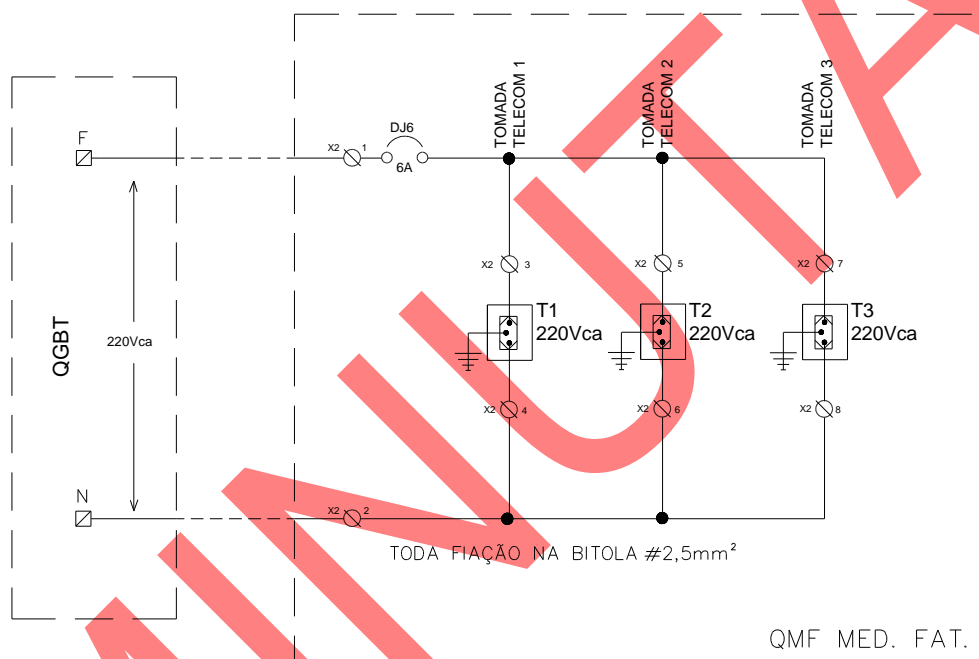 TOMADA
TELECOM 1
TOMADA
TELECOM 2
TOMADA
TELECOM 3
F
X2 1
DJ6
6A
X2 3
X2 5
X2 7
T1
220Vca
T2
220Vca
T3
220Vca
QGBT
220Vca
X2 4
X2 6
X2 8
N
X2 2
TODA FIAÇÃO NA BITOLA #2,5mm²
QMF MED. FAT.
MINUTA